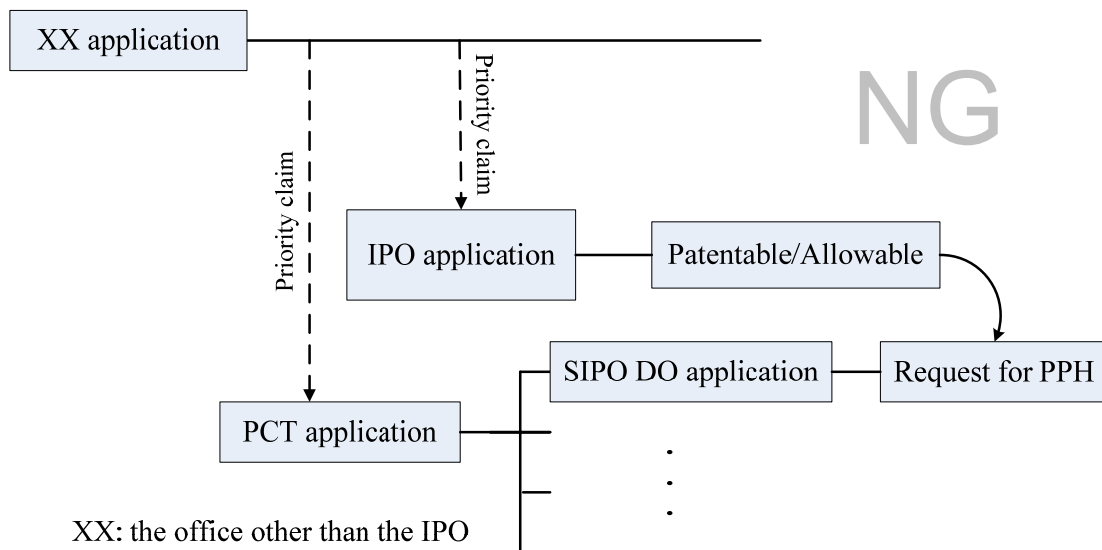 XX application
NG
Priority claim
Priority claim
IPO application
Patentable/Allowable
SIPO DO application
Request for PPH
PCT application
XX: the office other than the IPO